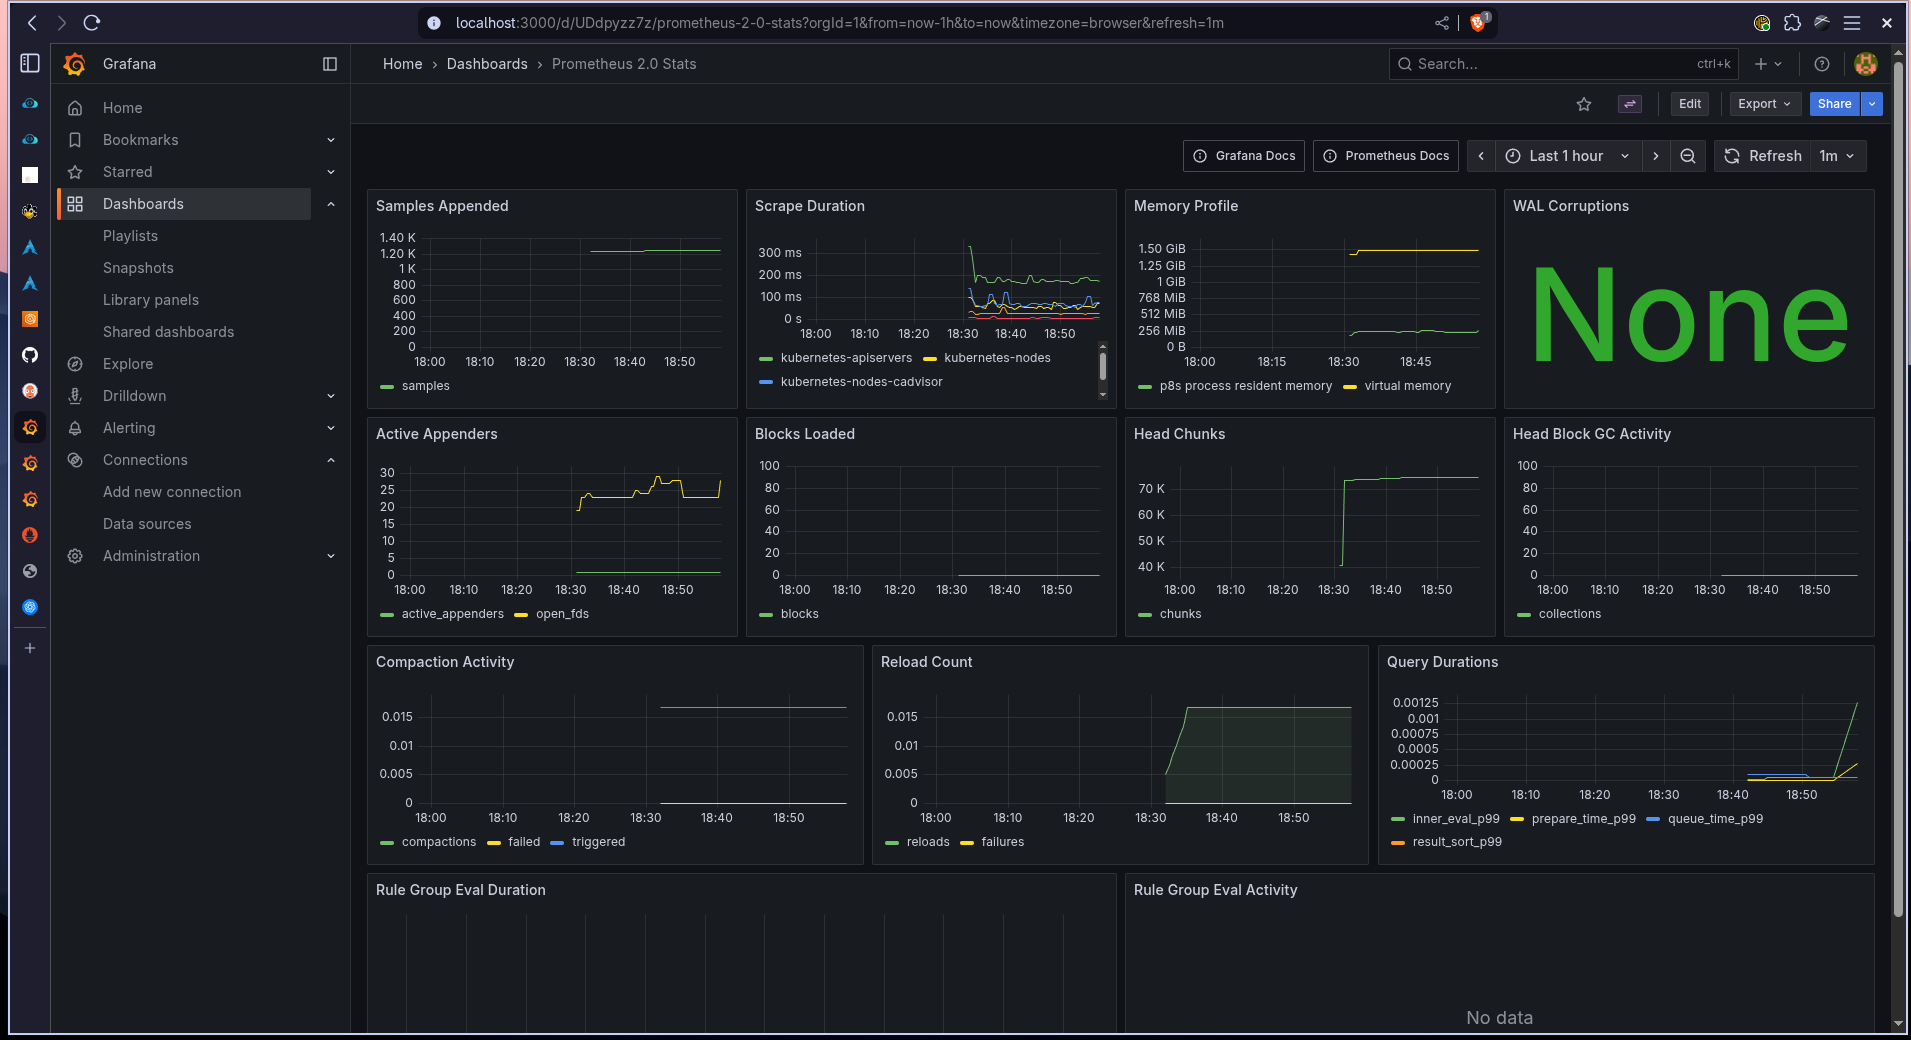 localhost:3000/d/UDdpyzz7z/prometheus-2-0-stats?orgId=1&from=now-1h&to=now&timezone=browser&refresh=1m
1
Grafana
Home › Dashboards › Prometheus 2.0 Stats
Search... ctrl+k
Home
Bookmarks
Starred
Dashboards
Playlists
Snapshots
Library panels
Shared dashboards
Explore
Drilldown
Alerting
Connections
Add new connection
Data sources
Administration
Edit Export Share
Grafana Docs Prometheus Docs Last 1 hour Refresh 1m
Samples Appended
1.40 K
1.20 K
1 K
800
600
400
200
0
18:00 18:10 18:20 18:30 18:40 18:50
samples
Scrape Duration
300 ms
200 ms
100 ms
0 s
18:00 18:10 18:20 18:30 18:40 18:50
kubernetes-apiservers kubernetes-nodes
kubernetes-nodes-cadvisor
Memory Profile
1.50 GiB
1.25 GiB
1 GiB
768 MiB
512 MiB
256 MiB
0 B
18:00 18:15 18:30 18:45
p8s process resident memory virtual memory
WAL Corruptions
None
Active Appenders
30
25
20
15
10
5
0
18:00 18:10 18:20 18:30 18:40 18:50
active_appenders open_fds
Blocks Loaded
100
80
60
40
20
0
18:00 18:10 18:20 18:30 18:40 18:50
blocks
Head Chunks
70 K
60 K
50 K
40 K
18:00 18:10 18:20 18:30 18:40 18:50
chunks
Head Block GC Activity
100
80
60
40
20
0
18:00 18:10 18:20 18:30 18:40 18:50
collections
Compaction Activity
0.015
0.01
0.005
0
18:00 18:10 18:20 18:30 18:40 18:50
compactions failed triggered
Reload Count
0.015
0.01
0.005
0
18:00 18:10 18:20 18:30 18:40 18:50
reloads failures
Query Durations
0.00125
0.001
0.00075
0.0005
0.00025
0
18:00 18:10 18:20 18:30 18:40 18:50
inner_eval_p99 prepare_time_p99 queue_time_p99
result_sort_p99
Rule Group Eval Duration
Rule Group Eval Activity
No data